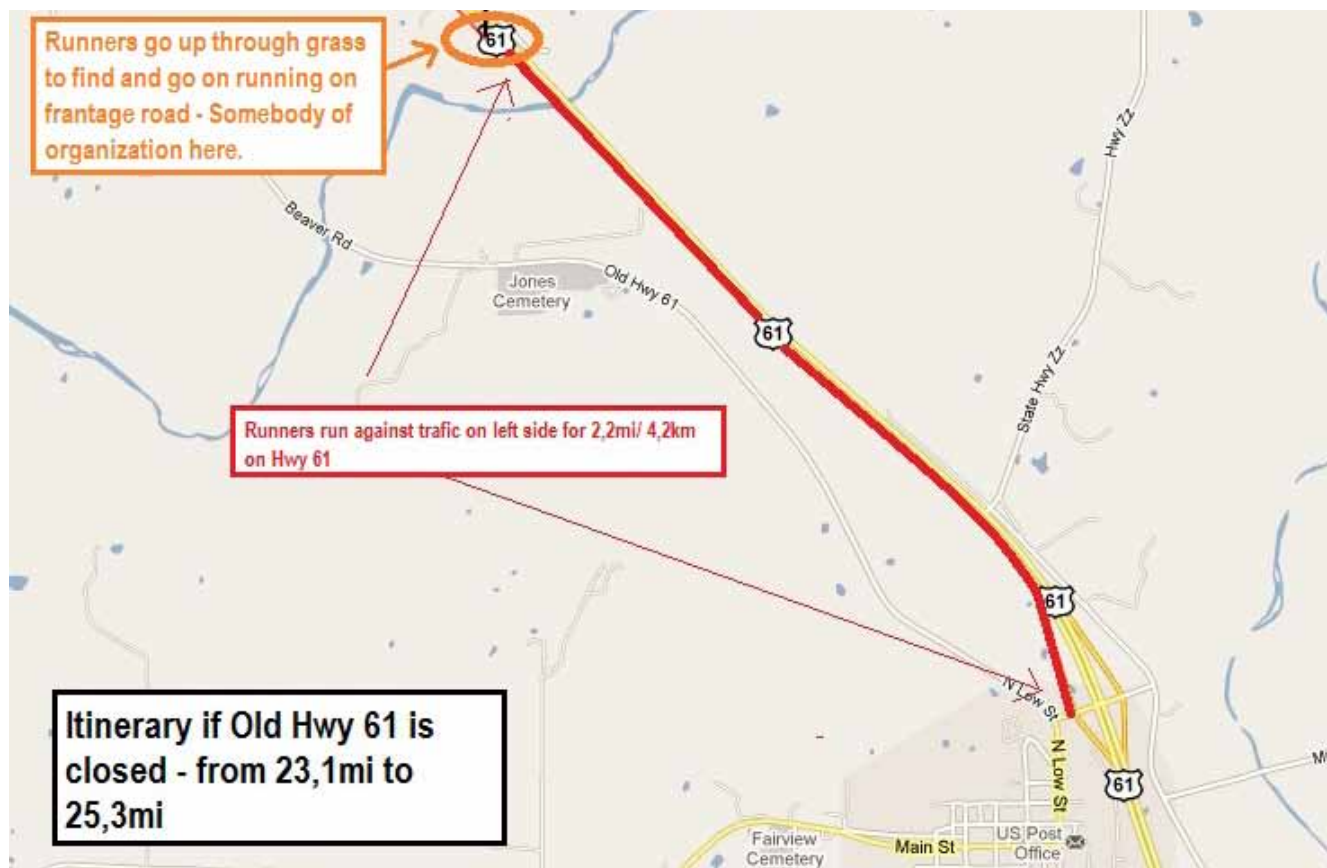 Runners go up through grass
to find and go on running on
frantage road - Somebody of
organization here.
61
Hwy Zz
Beaver Rd
Jones
Cemetery
Old Hwy 61
61
State Hwy Zz
Runners run against trafic on left side for 2,2mi/ 4,2km
on Hwy 61
61
N Low St
Itinerary if Old Hwy 61 is
closed - from 23,1mi to
25,3mi
N Low St
61
Fairview
Cemetery
Main St
US Post
Office